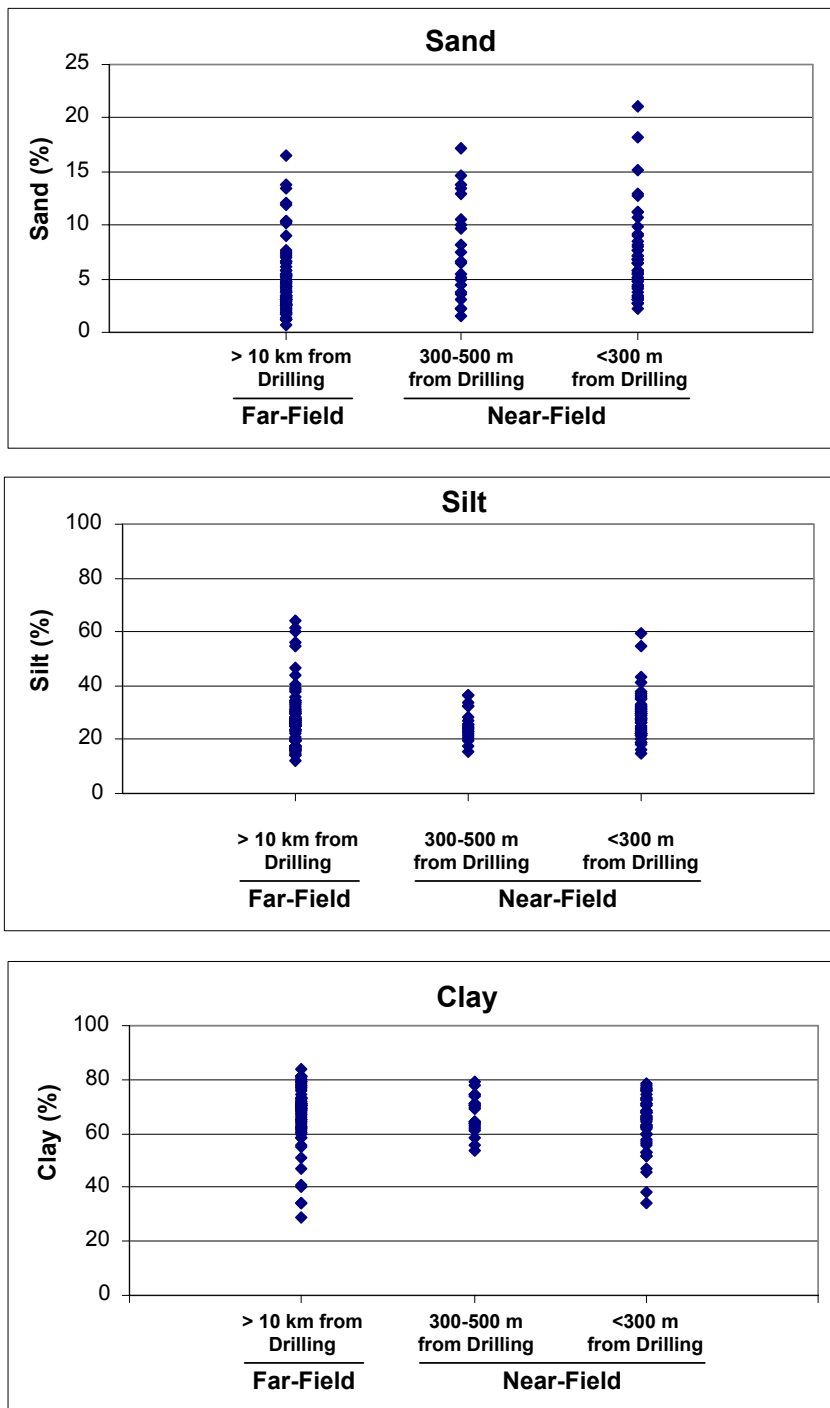 Sand
25
20
15
10
5
0
Sand (%)
> 10 km from 300-500 m <300 m
Drilling from Drilling from Drilling
Far-Field Near-Field
Silt
100
80
60
40
20
0
Silt (%)
> 10 km from 300-500 m <300 m
Drilling from Drilling from Drilling
Far-Field Near-Field
Clay
100
80
60
40
20
0
Clay (%)
> 10 km from 300-500 m <300 m
Drilling from Drilling from Drilling
Far-Field Near-Field